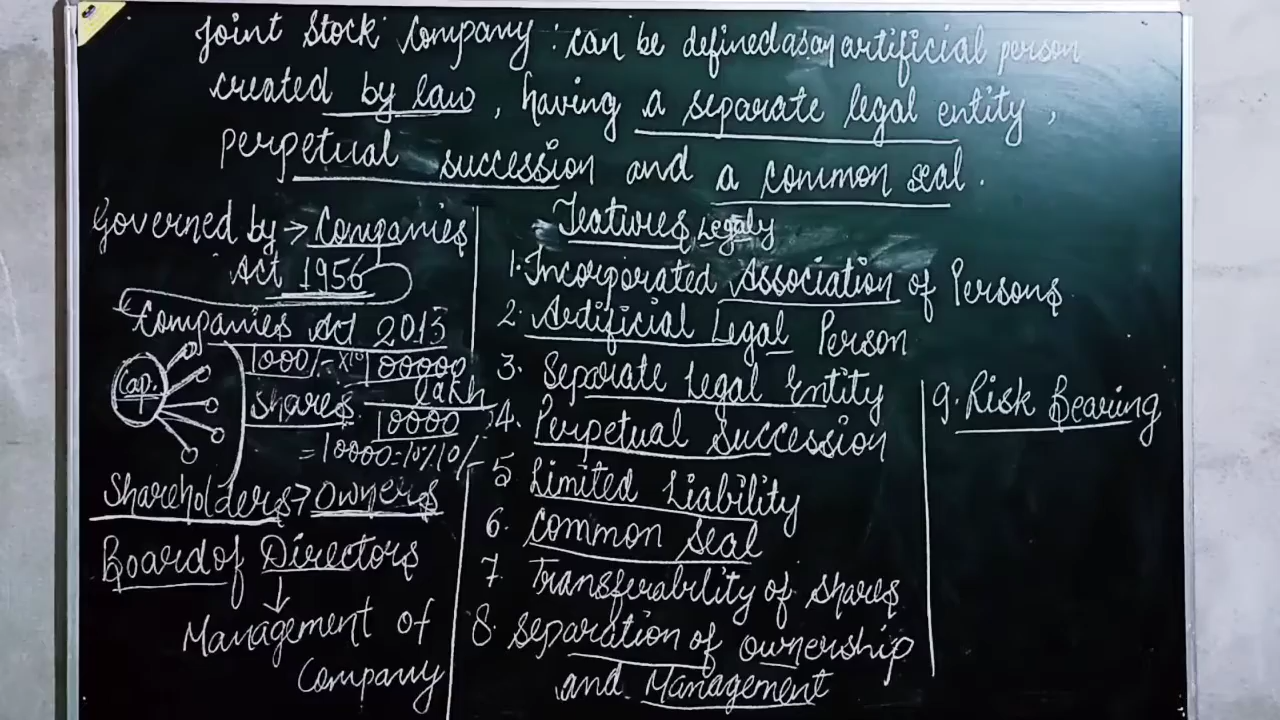 Joint Stock Company : can be defined as an artificial person
created by law, having a separate legal entity,
perpetual succession and a common seal.
Governed by → Companies
Act 1956
Companies Act 2013
1000/- x10
100000
Cap.
Lakh
shares
10000
= 10000 - 10% 10/-
Shareholders → Owners
Board of Directors
↓
Management of
Company
Features Legaly
1. Incorporated Association of Persons
2. Artificial Legal Person
3. Separate Legal Entity
4. Perpetual Succession
5 Limited Liability
6. Common Seal
7 Transferability of shares
8. Separation of ownership
and Management
9. Risk Bearing